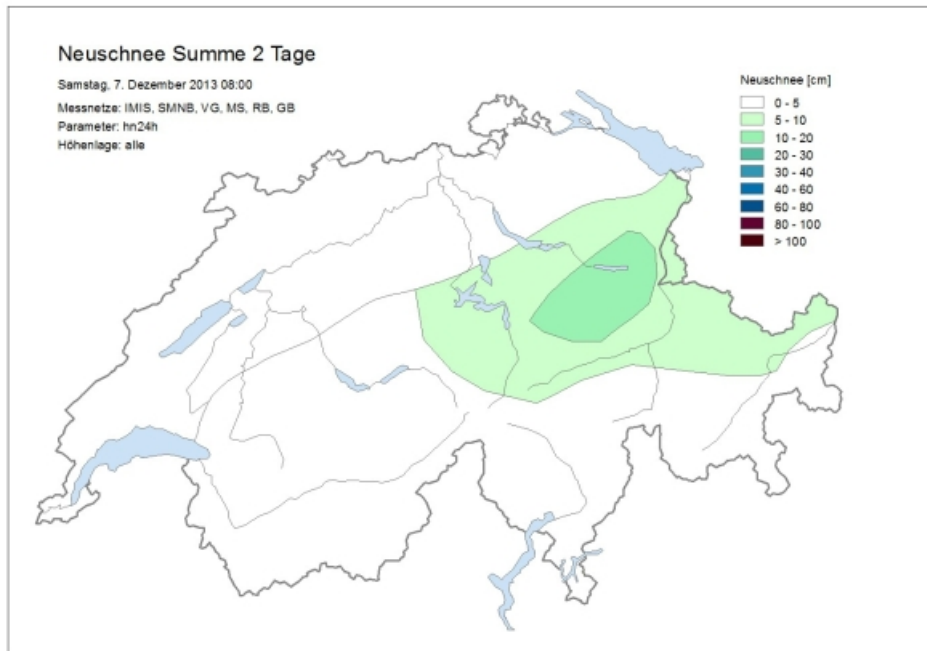 Neuschnee Summe 2 Tage
Samstag, 7. Dezember 2013 08:00
Messnetze: IMIS, SMNB, VG, MS, RB, GB
Parameter: hn24h
Höhenlage: alle
Neuschnee [cm]
0 - 5
5 - 10
10 - 20
20 - 30
30 - 40
40 - 60
60 - 80
80 - 100
> 100